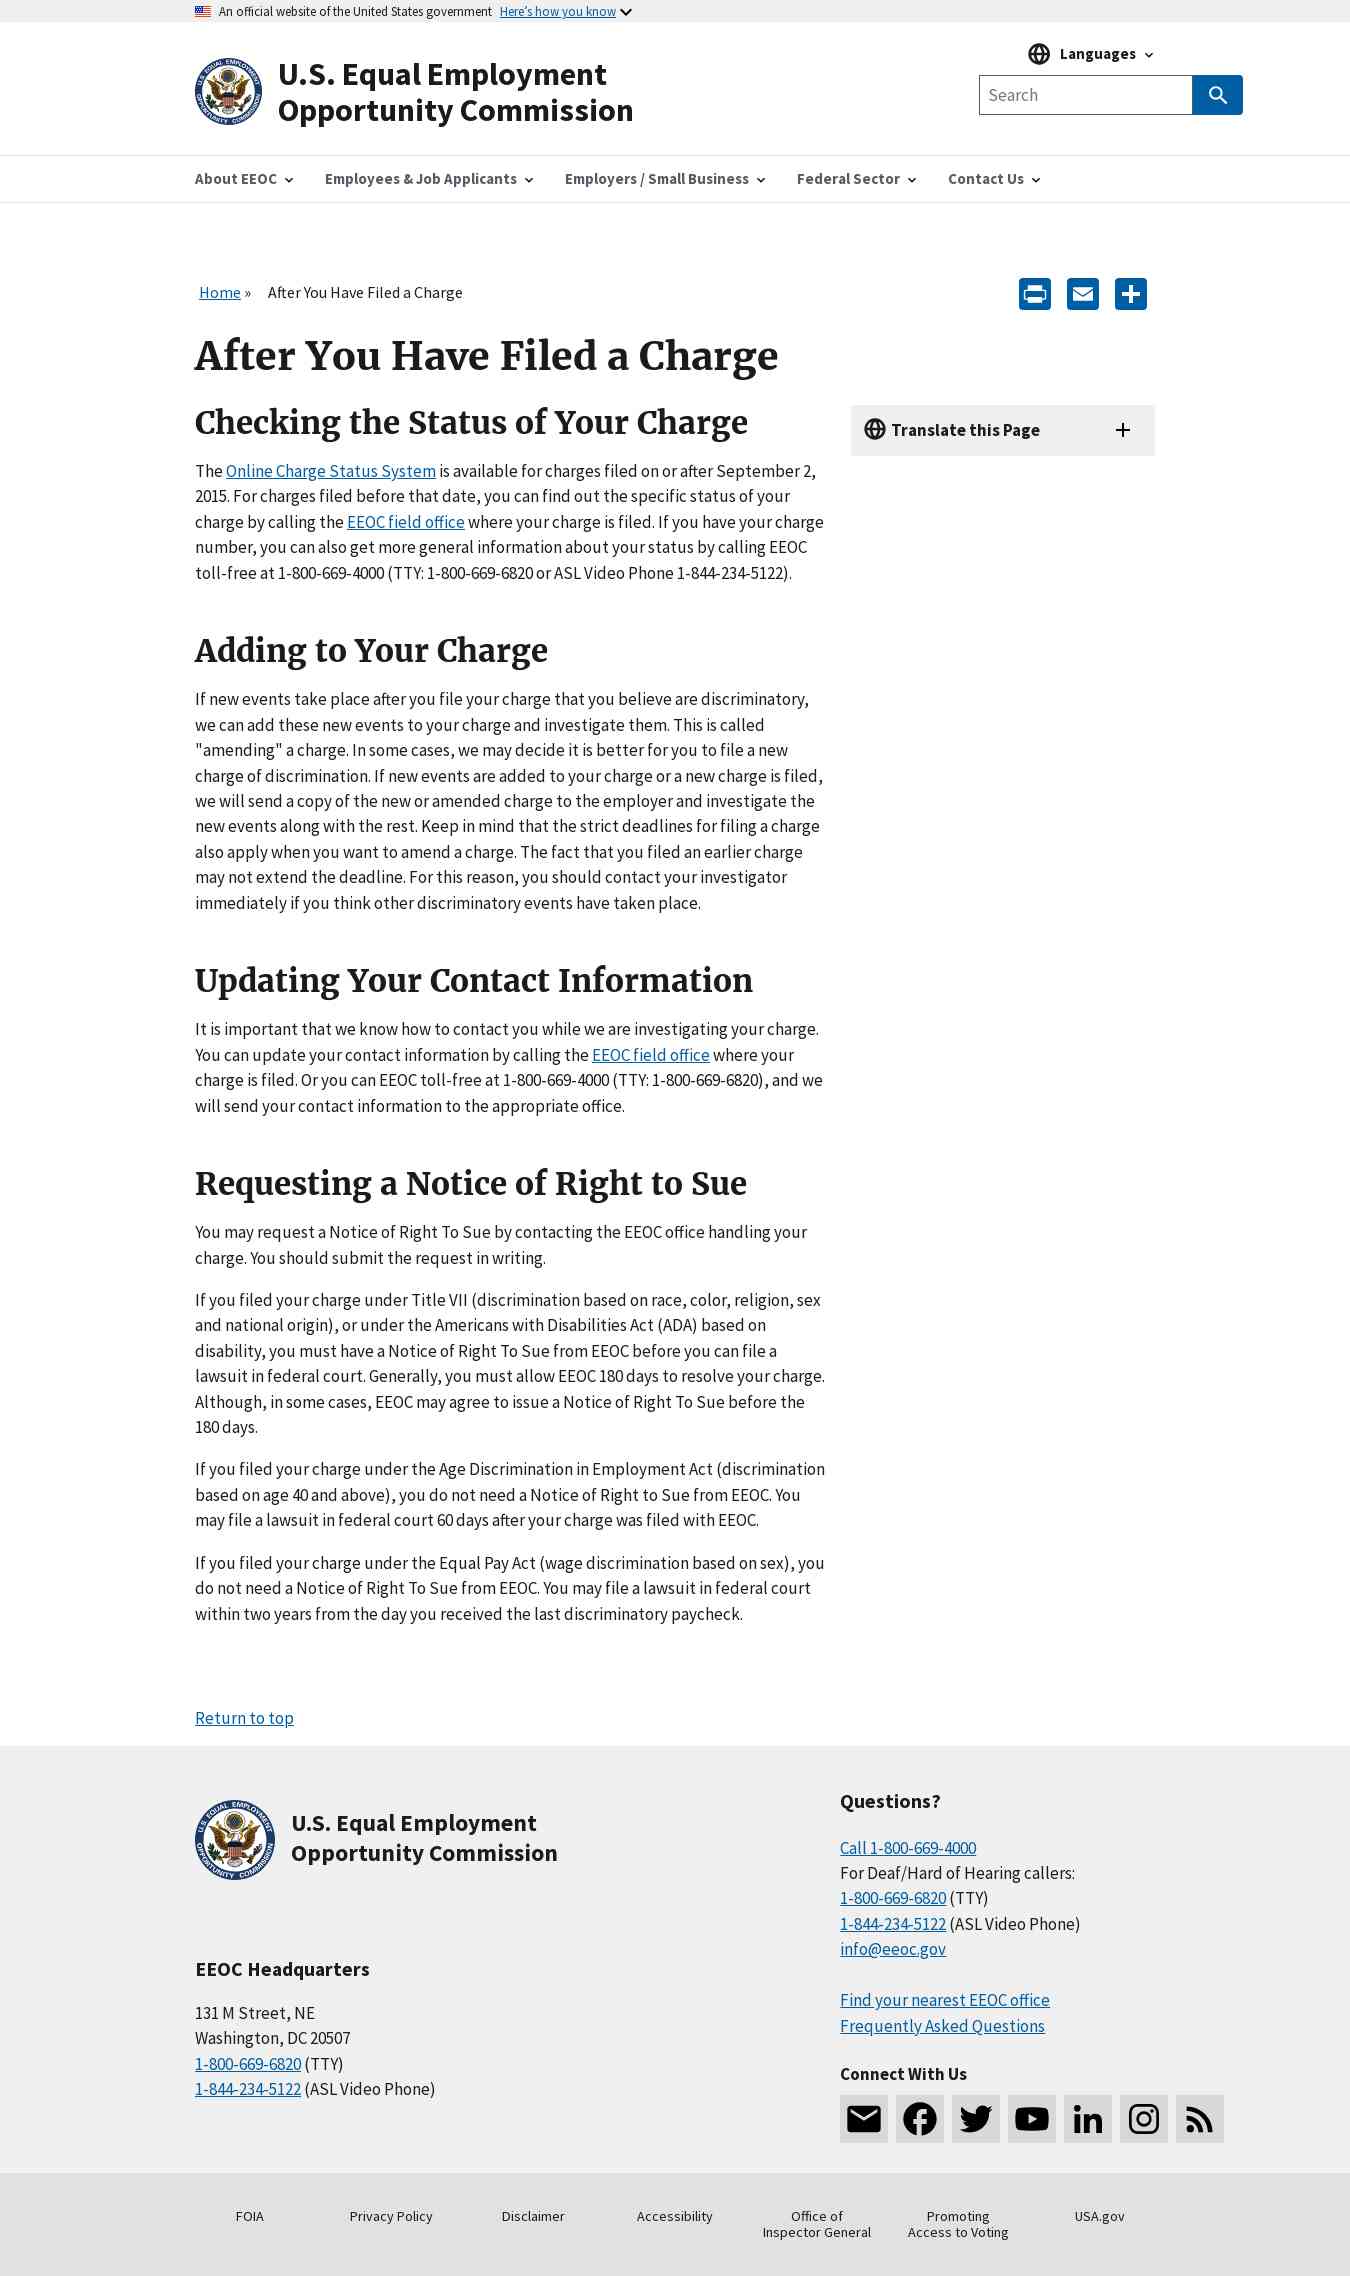 An official website of the United States government Here’s how you know
U.S. Equal Employment
Opportunity Commission
Languages
Search
About EEOC
Employees & Job Applicants
Employers / Small Business
Federal Sector
Contact Us
Home » After You Have Filed a Charge
After You Have Filed a Charge
Checking the Status of Your Charge
Translate this Page
The Online Charge Status System is available for charges filed on or after September 2,
2015. For charges filed before that date, you can find out the specific status of your
charge by calling the EEOC field office where your charge is filed. If you have your charge
number, you can also get more general information about your status by calling EEOC
toll-free at 1-800-669-4000 (TTY: 1-800-669-6820 or ASL Video Phone 1-844-234-5122).
Adding to Your Charge
If new events take place after you file your charge that you believe are discriminatory,
we can add these new events to your charge and investigate them. This is called
"amending" a charge. In some cases, we may decide it is better for you to file a new
charge of discrimination. If new events are added to your charge or a new charge is filed,
we will send a copy of the new or amended charge to the employer and investigate the
new events along with the rest. Keep in mind that the strict deadlines for filing a charge
also apply when you want to amend a charge. The fact that you filed an earlier charge
may not extend the deadline. For this reason, you should contact your investigator
immediately if you think other discriminatory events have taken place.
Updating Your Contact Information
It is important that we know how to contact you while we are investigating your charge.
You can update your contact information by calling the EEOC field office where your
charge is filed. Or you can EEOC toll-free at 1-800-669-4000 (TTY: 1-800-669-6820), and we
will send your contact information to the appropriate office.
Requesting a Notice of Right to Sue
You may request a Notice of Right To Sue by contacting the EEOC office handling your
charge. You should submit the request in writing.
If you filed your charge under Title VII (discrimination based on race, color, religion, sex
and national origin), or under the Americans with Disabilities Act (ADA) based on
disability, you must have a Notice of Right To Sue from EEOC before you can file a
lawsuit in federal court. Generally, you must allow EEOC 180 days to resolve your charge.
Although, in some cases, EEOC may agree to issue a Notice of Right To Sue before the
180 days.
If you filed your charge under the Age Discrimination in Employment Act (discrimination
based on age 40 and above), you do not need a Notice of Right to Sue from EEOC. You
may file a lawsuit in federal court 60 days after your charge was filed with EEOC.
If you filed your charge under the Equal Pay Act (wage discrimination based on sex), you
do not need a Notice of Right To Sue from EEOC. You may file a lawsuit in federal court
within two years from the day you received the last discriminatory paycheck.
Return to top
U.S. Equal Employment
Opportunity Commission
EEOC Headquarters
131 M Street, NE
Washington, DC 20507
1-800-669-6820 (TTY)
1-844-234-5122 (ASL Video Phone)
Questions?
Call 1-800-669-4000
For Deaf/Hard of Hearing callers:
1-800-669-6820 (TTY)
1-844-234-5122 (ASL Video Phone)
info@eeoc.gov
Find your nearest EEOC office
Frequently Asked Questions
Connect With Us
FOIA
Privacy Policy
Disclaimer
Accessibility
Office of
Inspector General
Promoting
Access to Voting
USA.gov